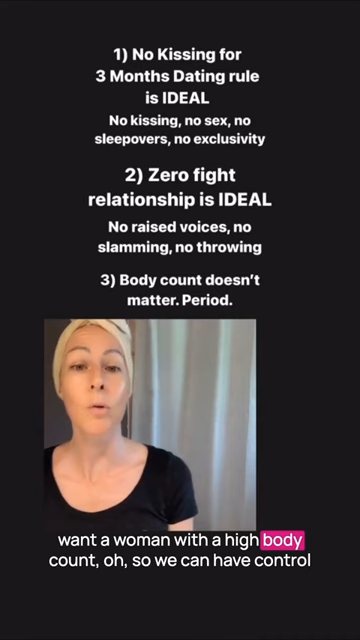 1) No Kissing for
3 Months Dating rule
is IDEAL
No kissing, no sex, no
sleepovers, no exclusivity
2) Zero fight
relationship is IDEAL
No raised voices, no
slamming, no throwing
3) Body count doesn't
matter. Period.
want a woman with a high body
count, oh, so we can have control